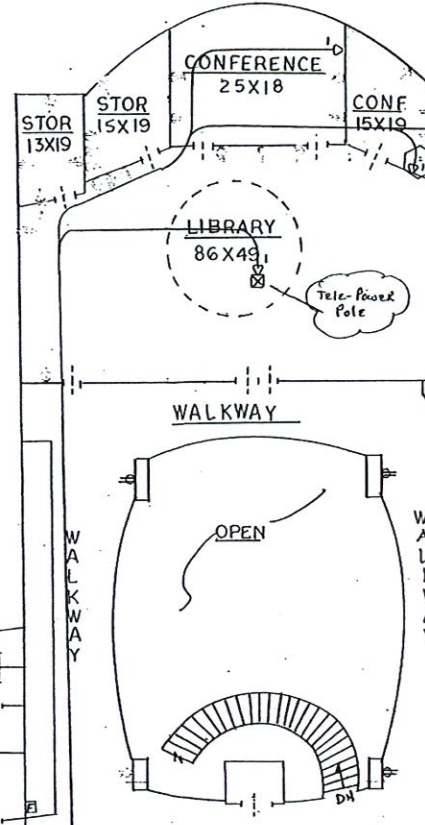 CONFERENCE
25X18
STOR
15X19
STOR
13X19
CONF
15X19
LIBRARY
86X49
Tele-Power
Pole
WALKWAY
OPEN
WALKWAY
DH